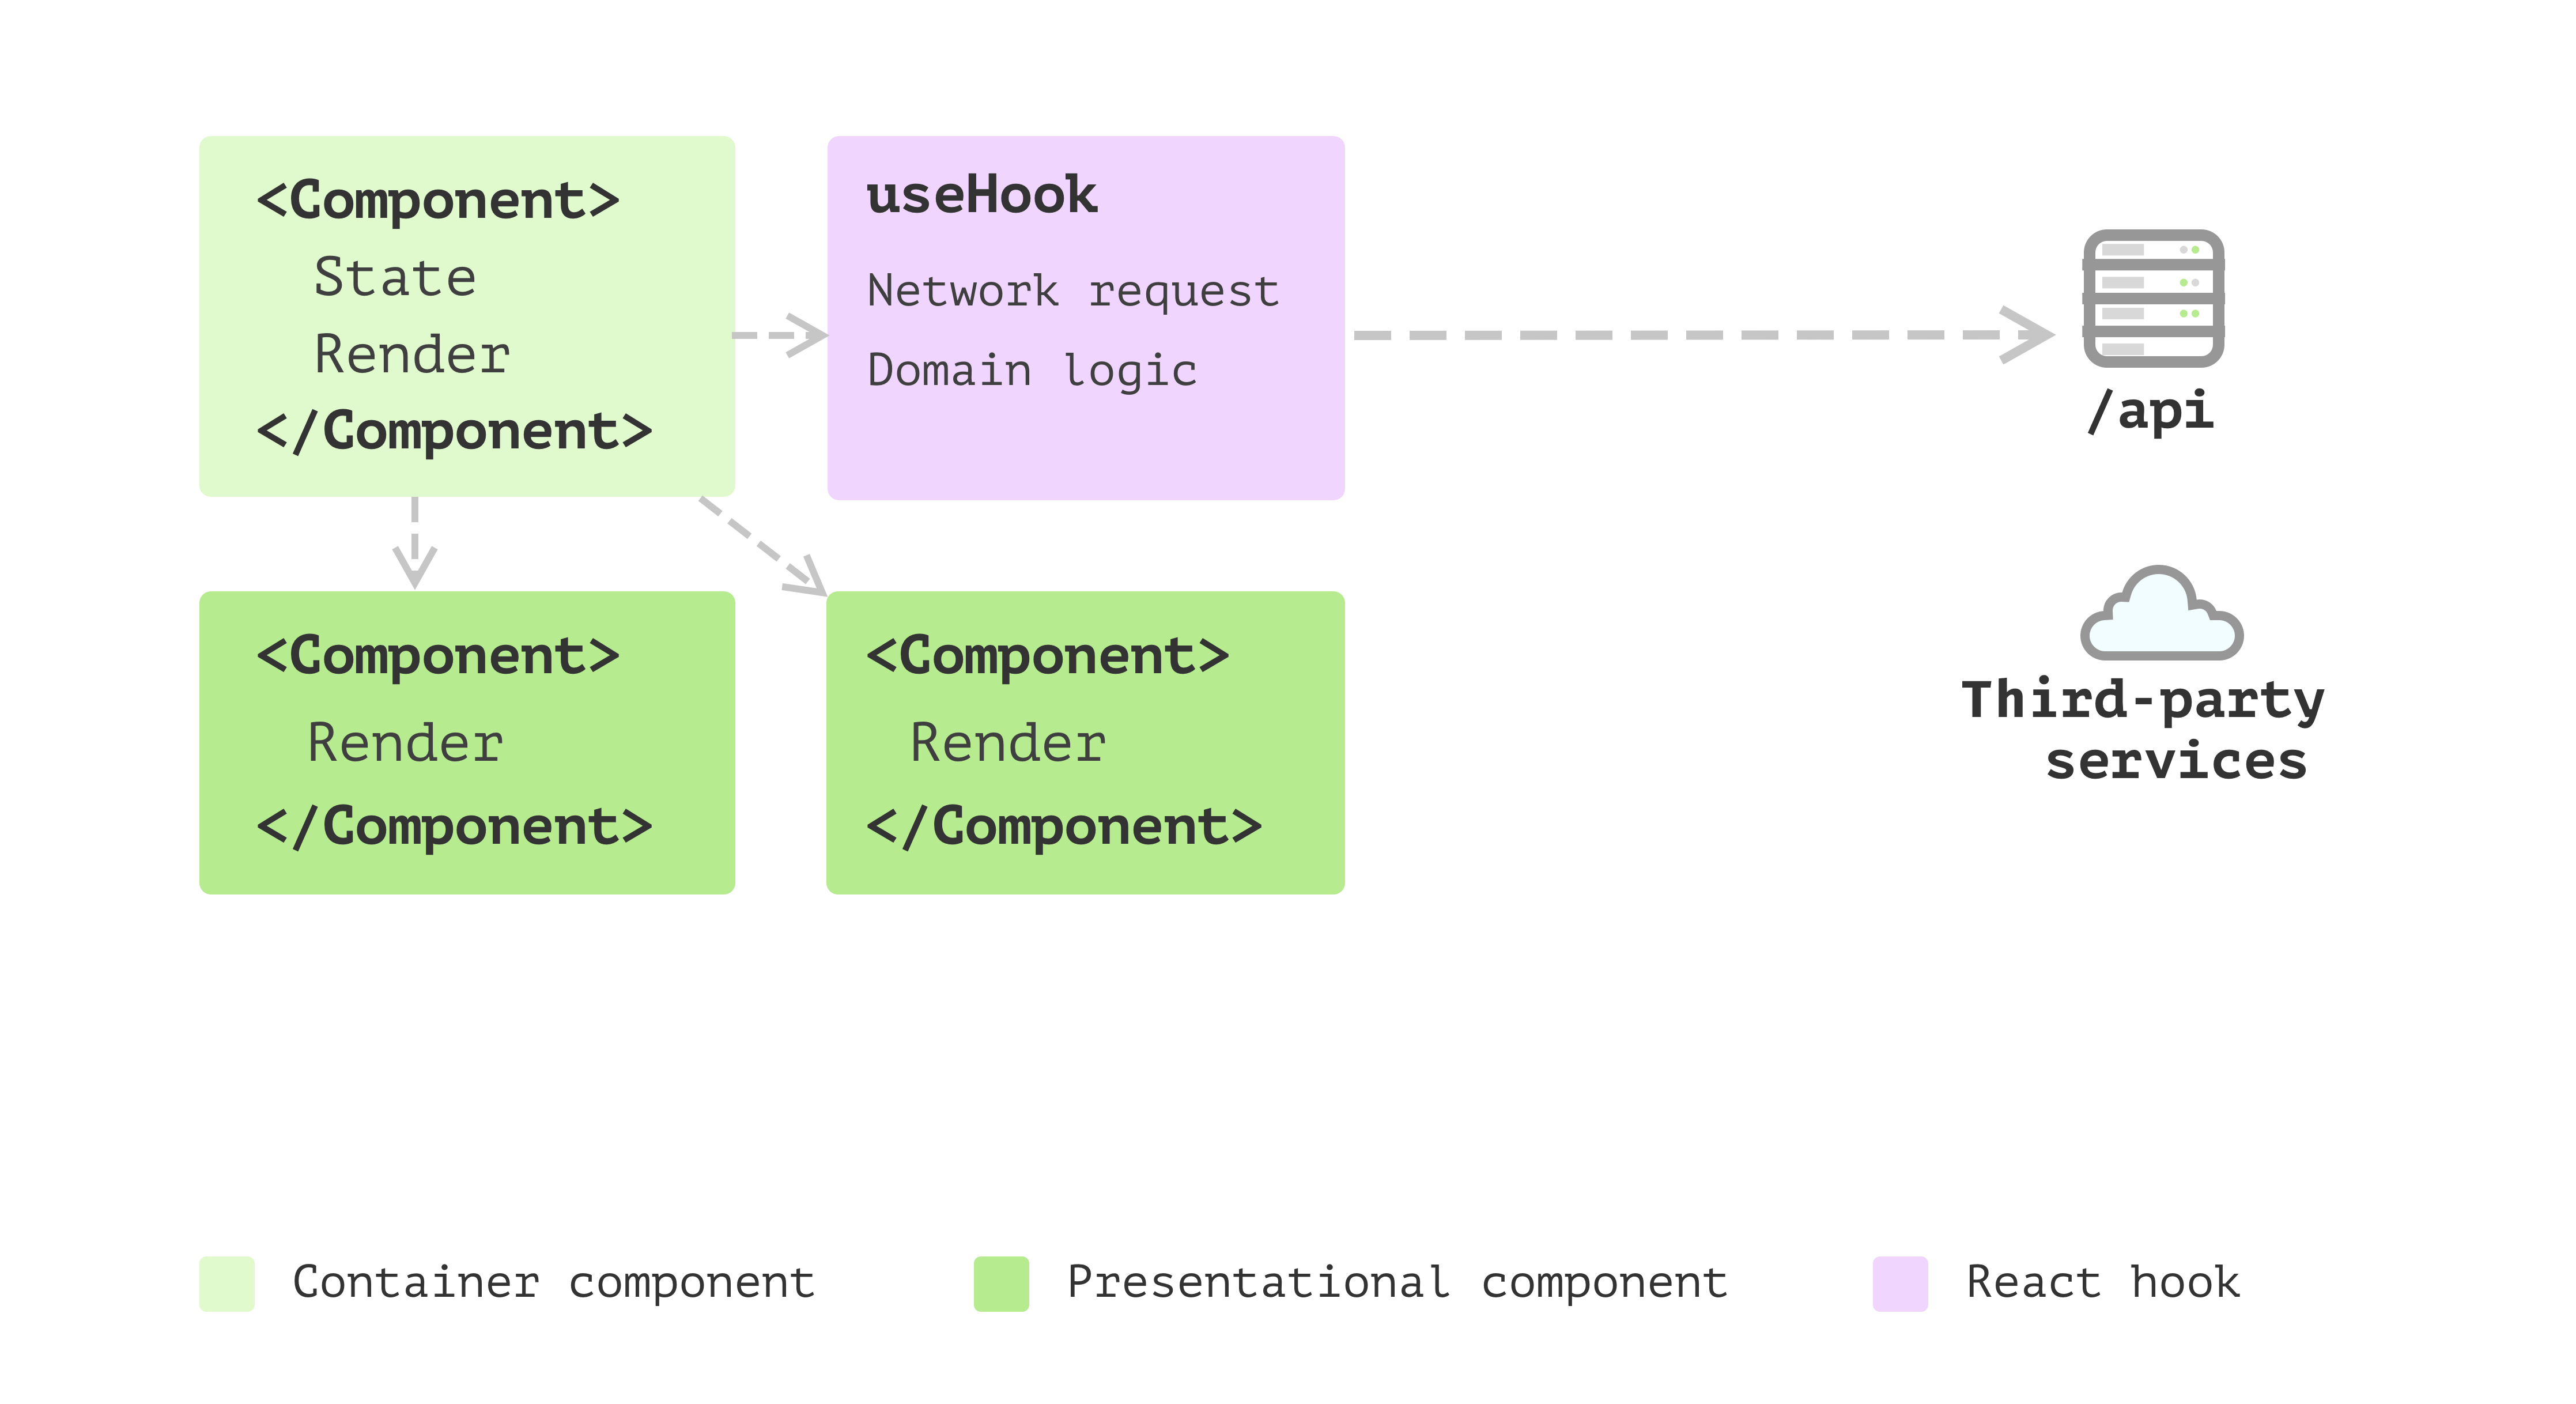 <Component>
State
Render
</Component>
useHook
Network request
Domain logic
/api
<Component>
Render
</Component>
<Component>
Render
</Component>
Third-party
services
Container component
Presentational component
React hook